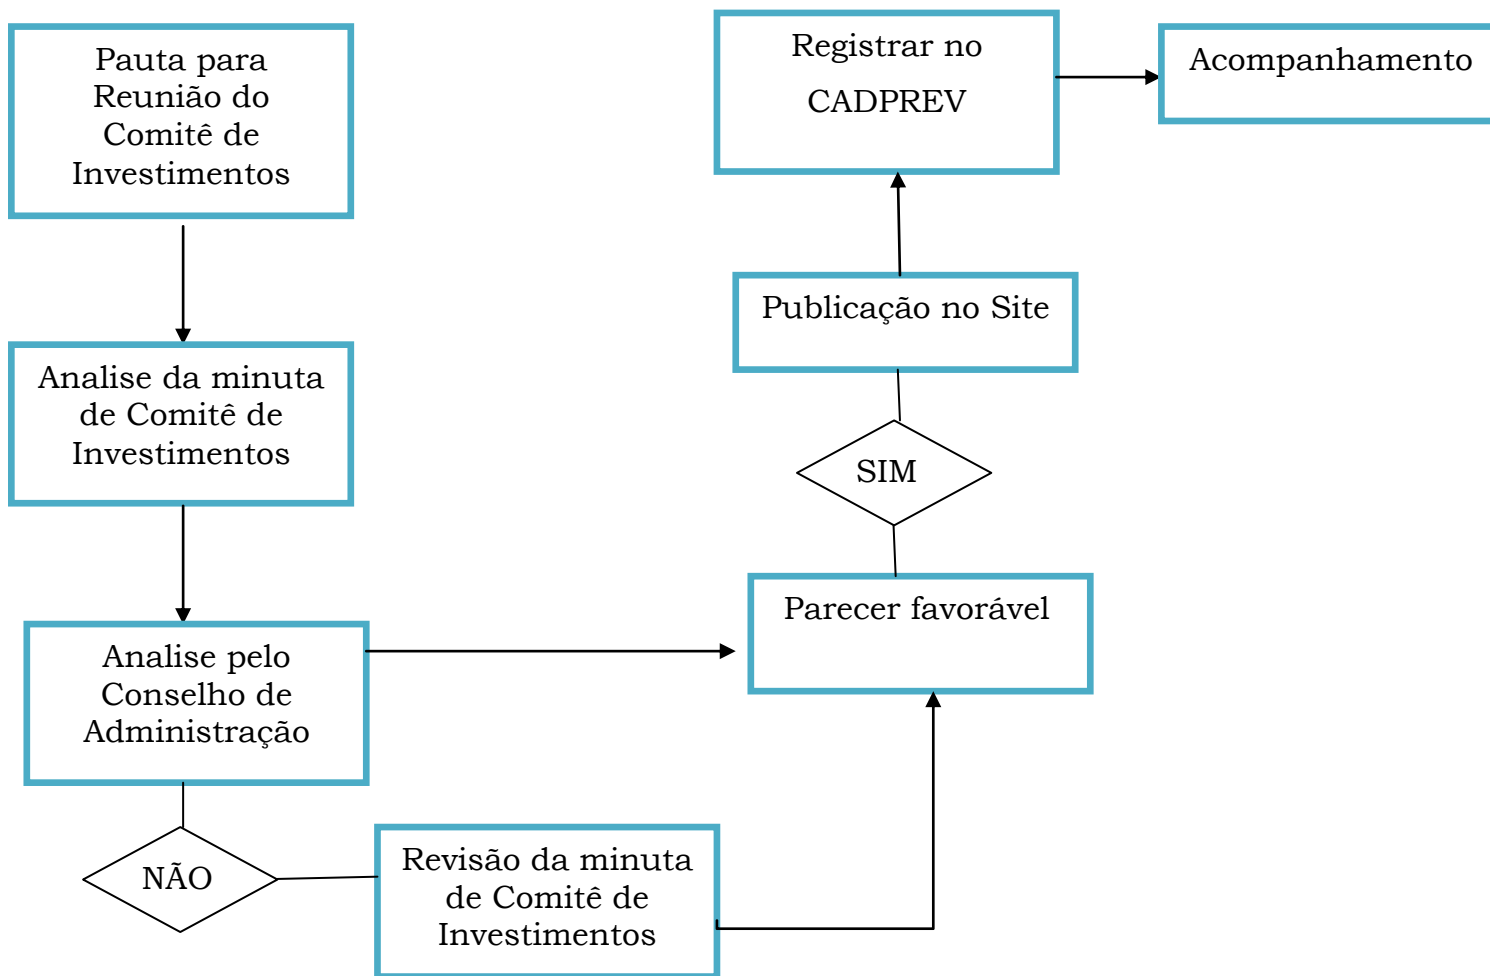 Pauta para
Reunião do
Comitê de
Investimentos
Analise da minuta
de Comitê de
Investimentos
Analise pelo
Conselho de
Administração
NÃO
Revisão da minuta
de Comitê de
Investimentos
Parecer favorável
SIM
Publicação no Site
Registrar no
CADPREV
Acompanhamento